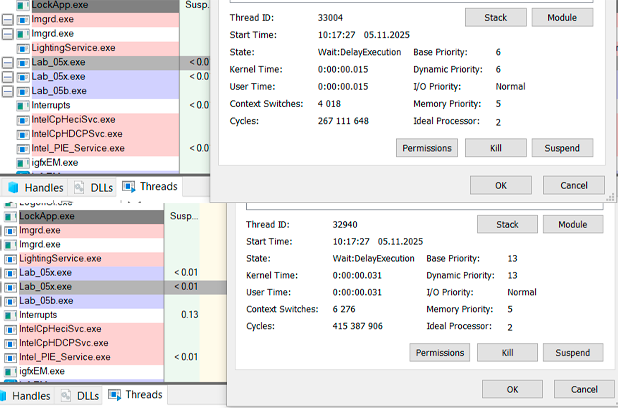 LockApp.exe Susp...
lmgrd.exe
lmgrd.exe
LightingService.exe
Lab_05x.exe < 0.0
Lab_05x.exe < 0.0
Lab_05b.exe
Interrupts < 0.0
IntelCpHeciSvc.exe
IntelCpHDCPSvc.exe
Intel_PIE_Service.exe < 0.0
igfxEM.exe
Handles DLLs Threads
Thread ID: 33004 Stack Module
Start Time: 10:17:27 05.11.2025
State: Wait:DelayExecution Base Priority: 6
Kernel Time: 0:00:00.015 Dynamic Priority: 6
User Time: 0:00:00.015 I/O Priority: Normal
Context Switches: 4 018 Memory Priority: 5
Cycles: 267 111 648 Ideal Processor: 2
Permissions Kill Suspend
OK Cancel
LockApp.exe Susp...
lmgrd.exe
lmgrd.exe
LightingService.exe
Lab_05x.exe < 0.01
Lab_05x.exe < 0.01
Lab_05b.exe
Interrupts 0.13
IntelCpHeciSvc.exe
IntelCpHDCPSvc.exe
Intel_PIE_Service.exe < 0.01
igfxEM.exe
Handles DLLs Threads
Thread ID: 32940 Stack Module
Start Time: 10:17:27 05.11.2025
State: Wait:DelayExecution Base Priority: 13
Kernel Time: 0:00:00.031 Dynamic Priority: 13
User Time: 0:00:00.031 I/O Priority: Normal
Context Switches: 6 276 Memory Priority: 5
Cycles: 415 387 906 Ideal Processor: 2
Permissions Kill Suspend
OK Cancel